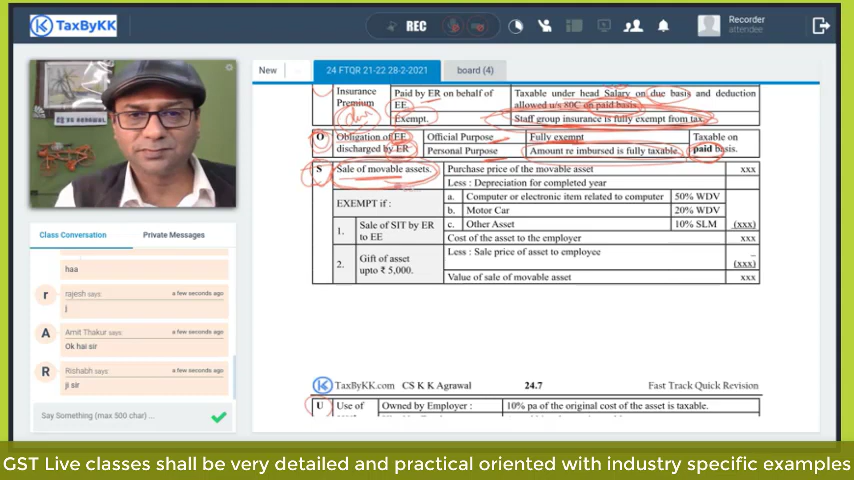 TaxByKK
REC
Recorder
attendee
Class Conversation
Private Messages
haa
r
rajesh says:
a few seconds ago
j
A
Amit Thakur says:
a few seconds ago
Ok hai sir
R
Rishabh says:
a few seconds ago
ji sir
Say Something (max 500 char) ...
New
24 FTQR 21-22 28-2-2021
board (4)
Insurance Premium
Paid by ER on behalf of EE
Taxable under head Salary on due basis and deduction
allowed u/s 80C on paid basis
Exempt.
Staff group insurance is fully exempt from tax.
O
Obligation of EE
discharged by ER
Official Purpose
Fully exempt
Personal Purpose
Amount re imbursed is fully taxable.
Taxable on
paid basis.
S
Sale of movable assets.
Purchase price of the movable asset
xxx
Less : Depreciation for completed year
EXEMPT if :
a. Computer or electronic item related to computer 50% WDV
b. Motor Car 20% WDV
1. Sale of SIT by ER
to EE
c. Other Asset 10% SLM (xxx)
Cost of the asset to the employer xxx
2. Gift of asset
upto ₹ 5,000.
Less : Sale price of asset to employee _
(xxx)
Value of sale of movable asset xxx
TaxByKK.com CS K K Agrawal 24.7 Fast Track Quick Revision
U
Use of
Owned by Employer :
10% pa of the original cost of the asset is taxable.
GST Live classes shall be very detailed and practical oriented with industry specific examples